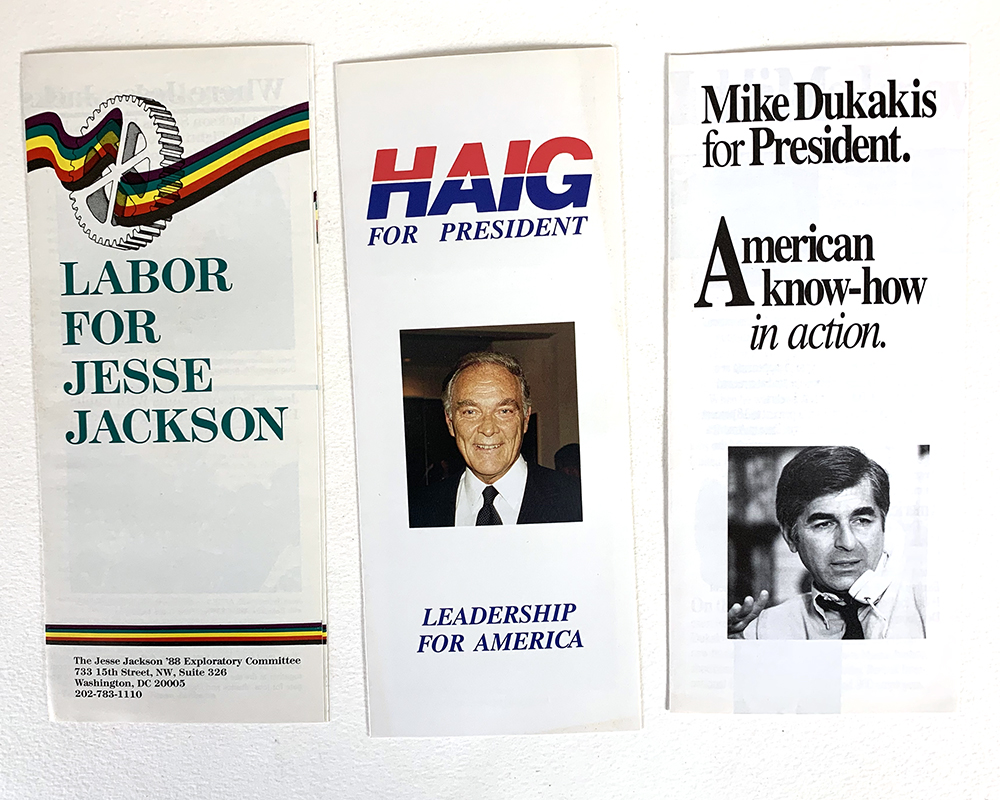 LABOR
FOR
JESSE
JACKSON
The Jesse Jackson '88 Exploratory Committee
733 15th Street, NW, Suite 326
Washington, DC 20005
202-783-1110
HAIG
FOR PRESIDENT
LEADERSHIP
FOR AMERICA
Mike Dukakis
for President.
American
know-how
in action.